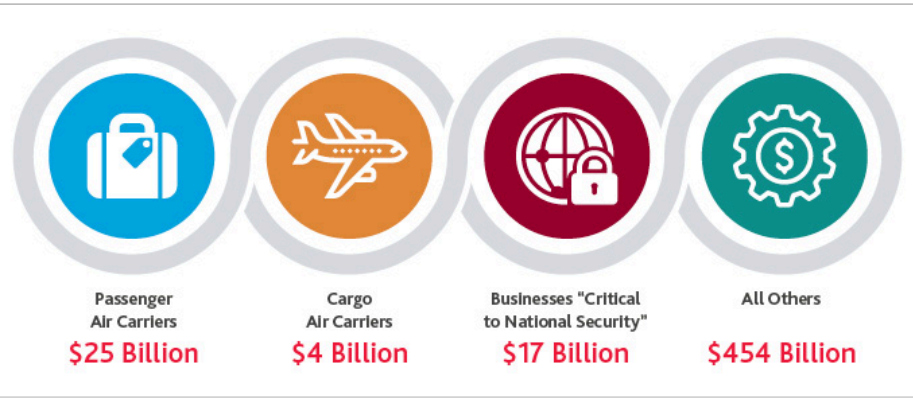 Passenger
Air Carriers
$25 Billion
Cargo
Air Carriers
$4 Billion
Businesses "Critical
to National Security"
$17 Billion
All Others
$454 Billion
$